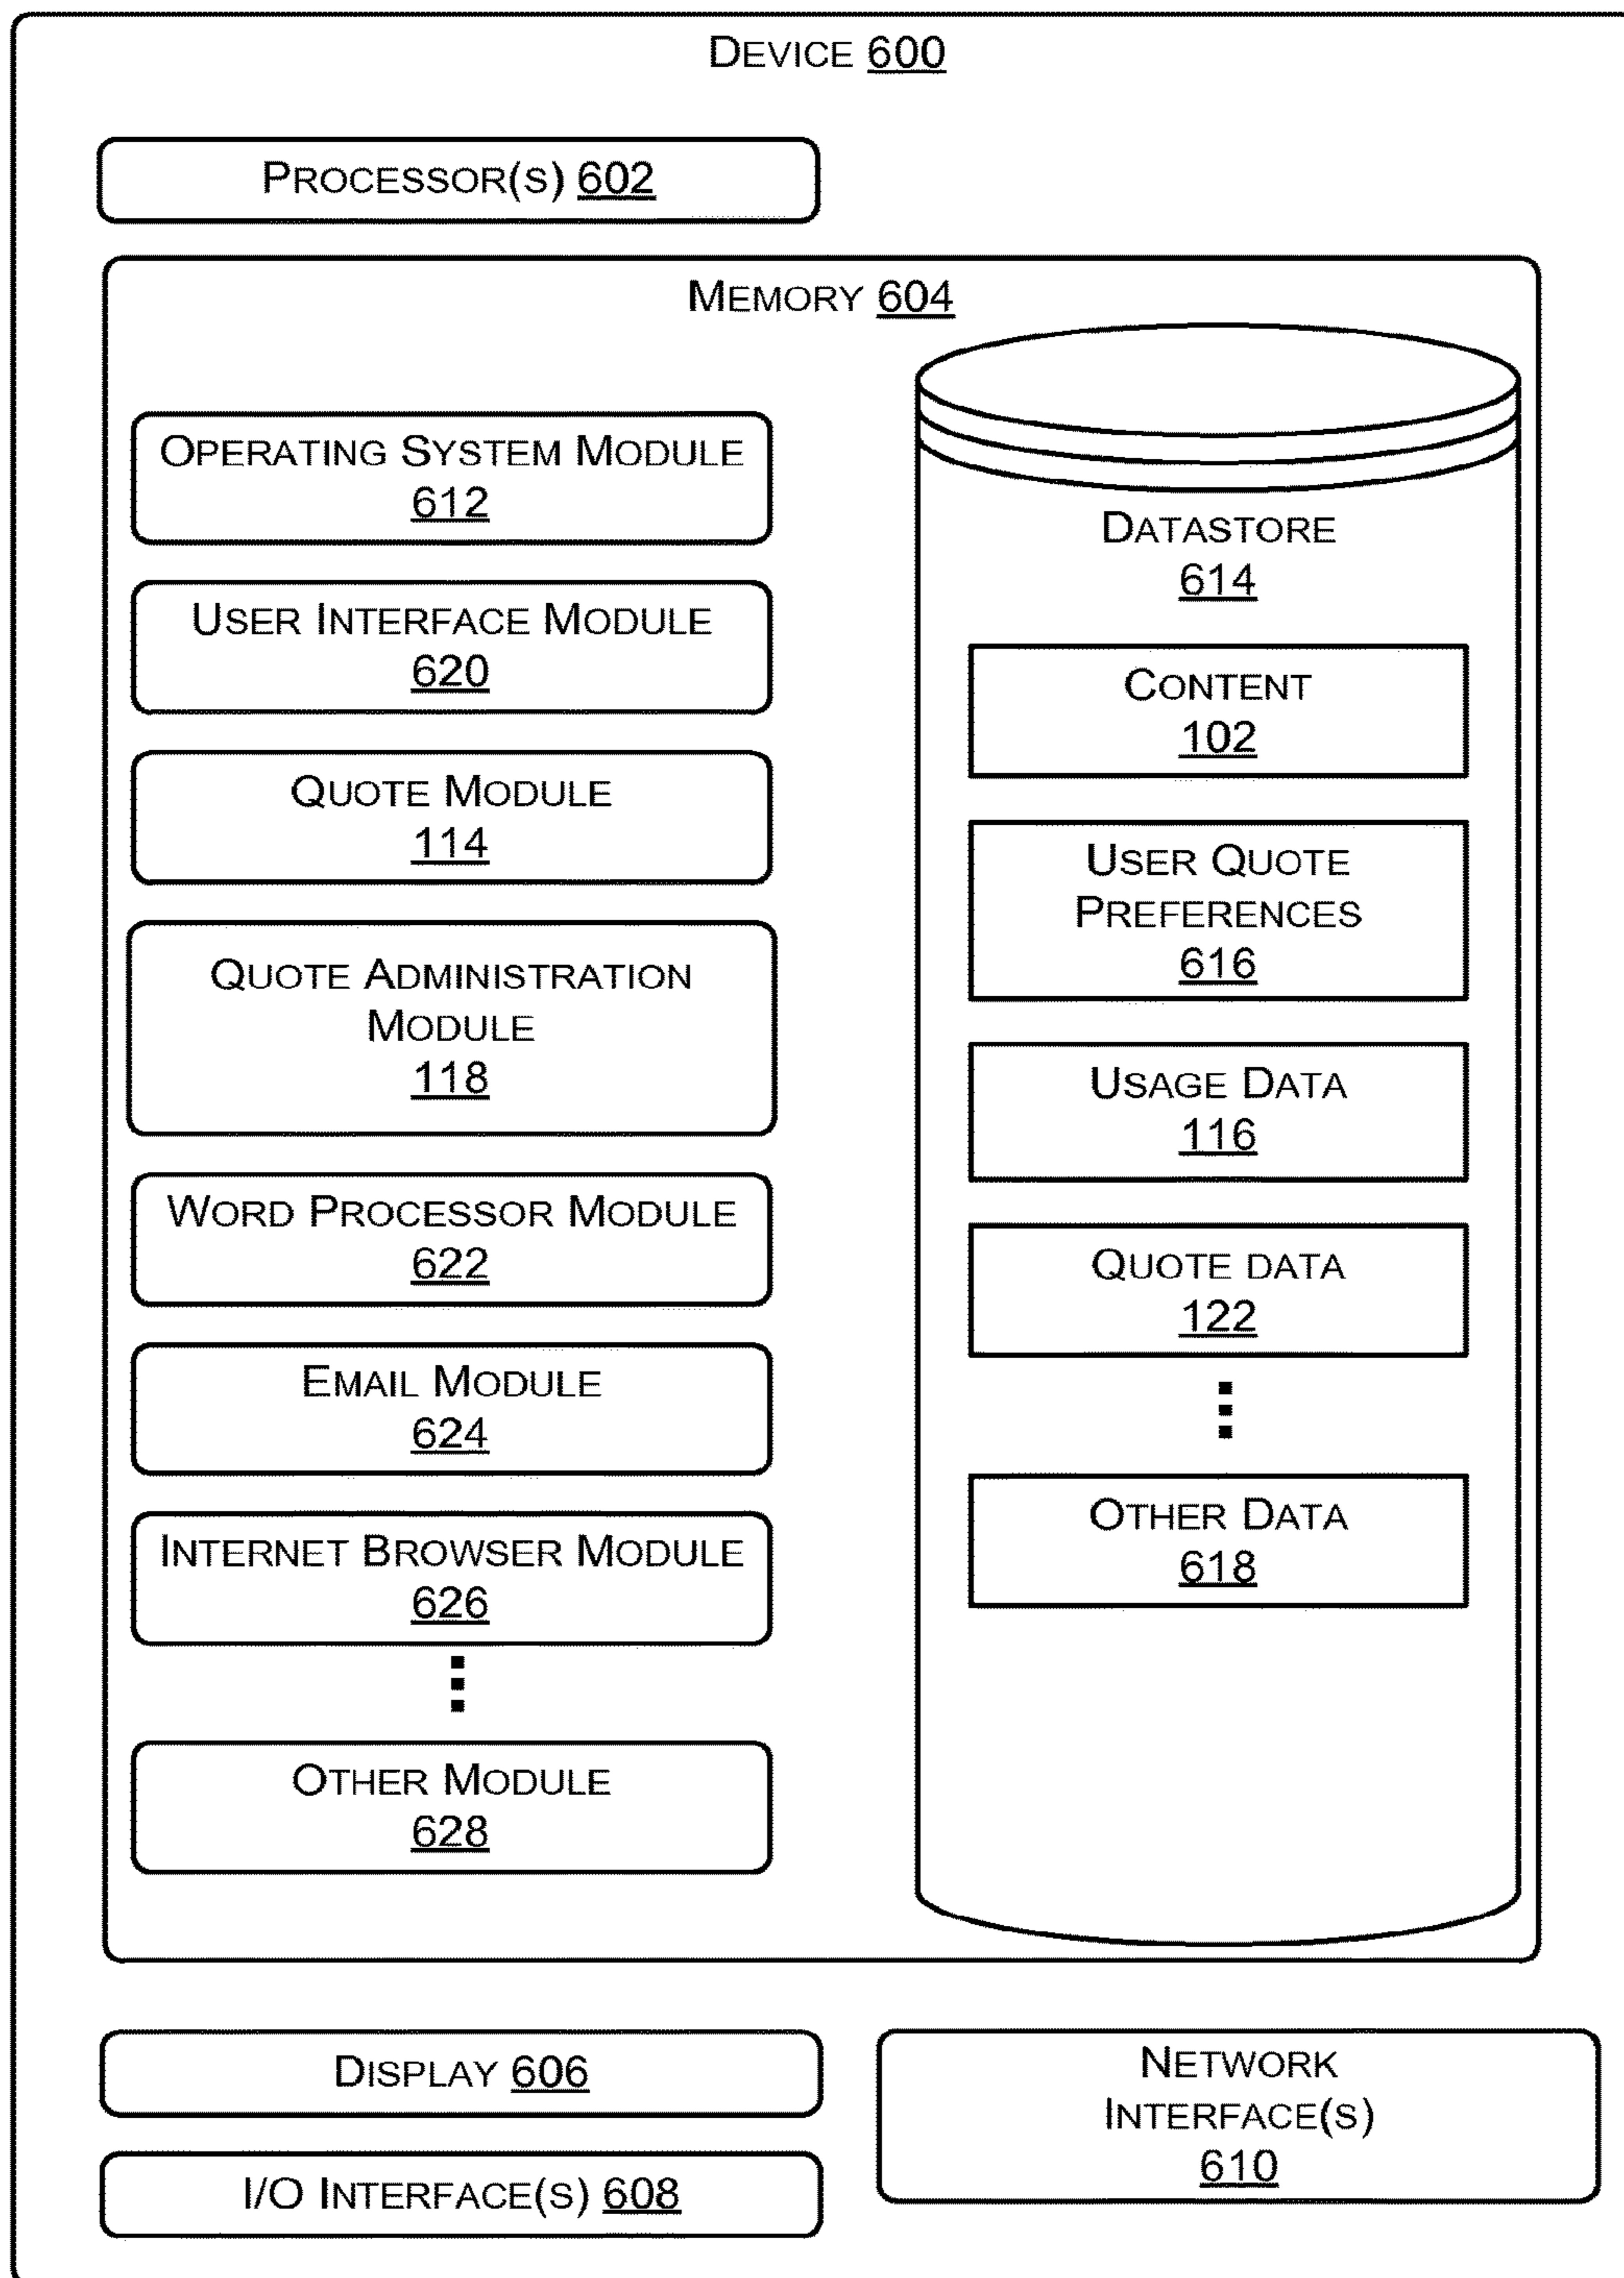 DEVICE 600
PROCESSOR(S) 602
MEMORY 604
OPERATING SYSTEM MODULE
612
USER INTERFACE MODULE
620
QUOTE MODULE
114
QUOTE ADMINISTRATION
MODULE
118
WORD PROCESSOR MODULE
622
EMAIL MODULE
624
INTERNET BROWSER MODULE
626
OTHER MODULE
628
DATASTORE
614
CONTENT
102
USER QUOTE
PREFERENCES
616
USAGE DATA
116
QUOTE DATA
122
OTHER DATA
618
DISPLAY 606
I/O INTERFACE(S) 608
NETWORK
INTERFACE(S)
610